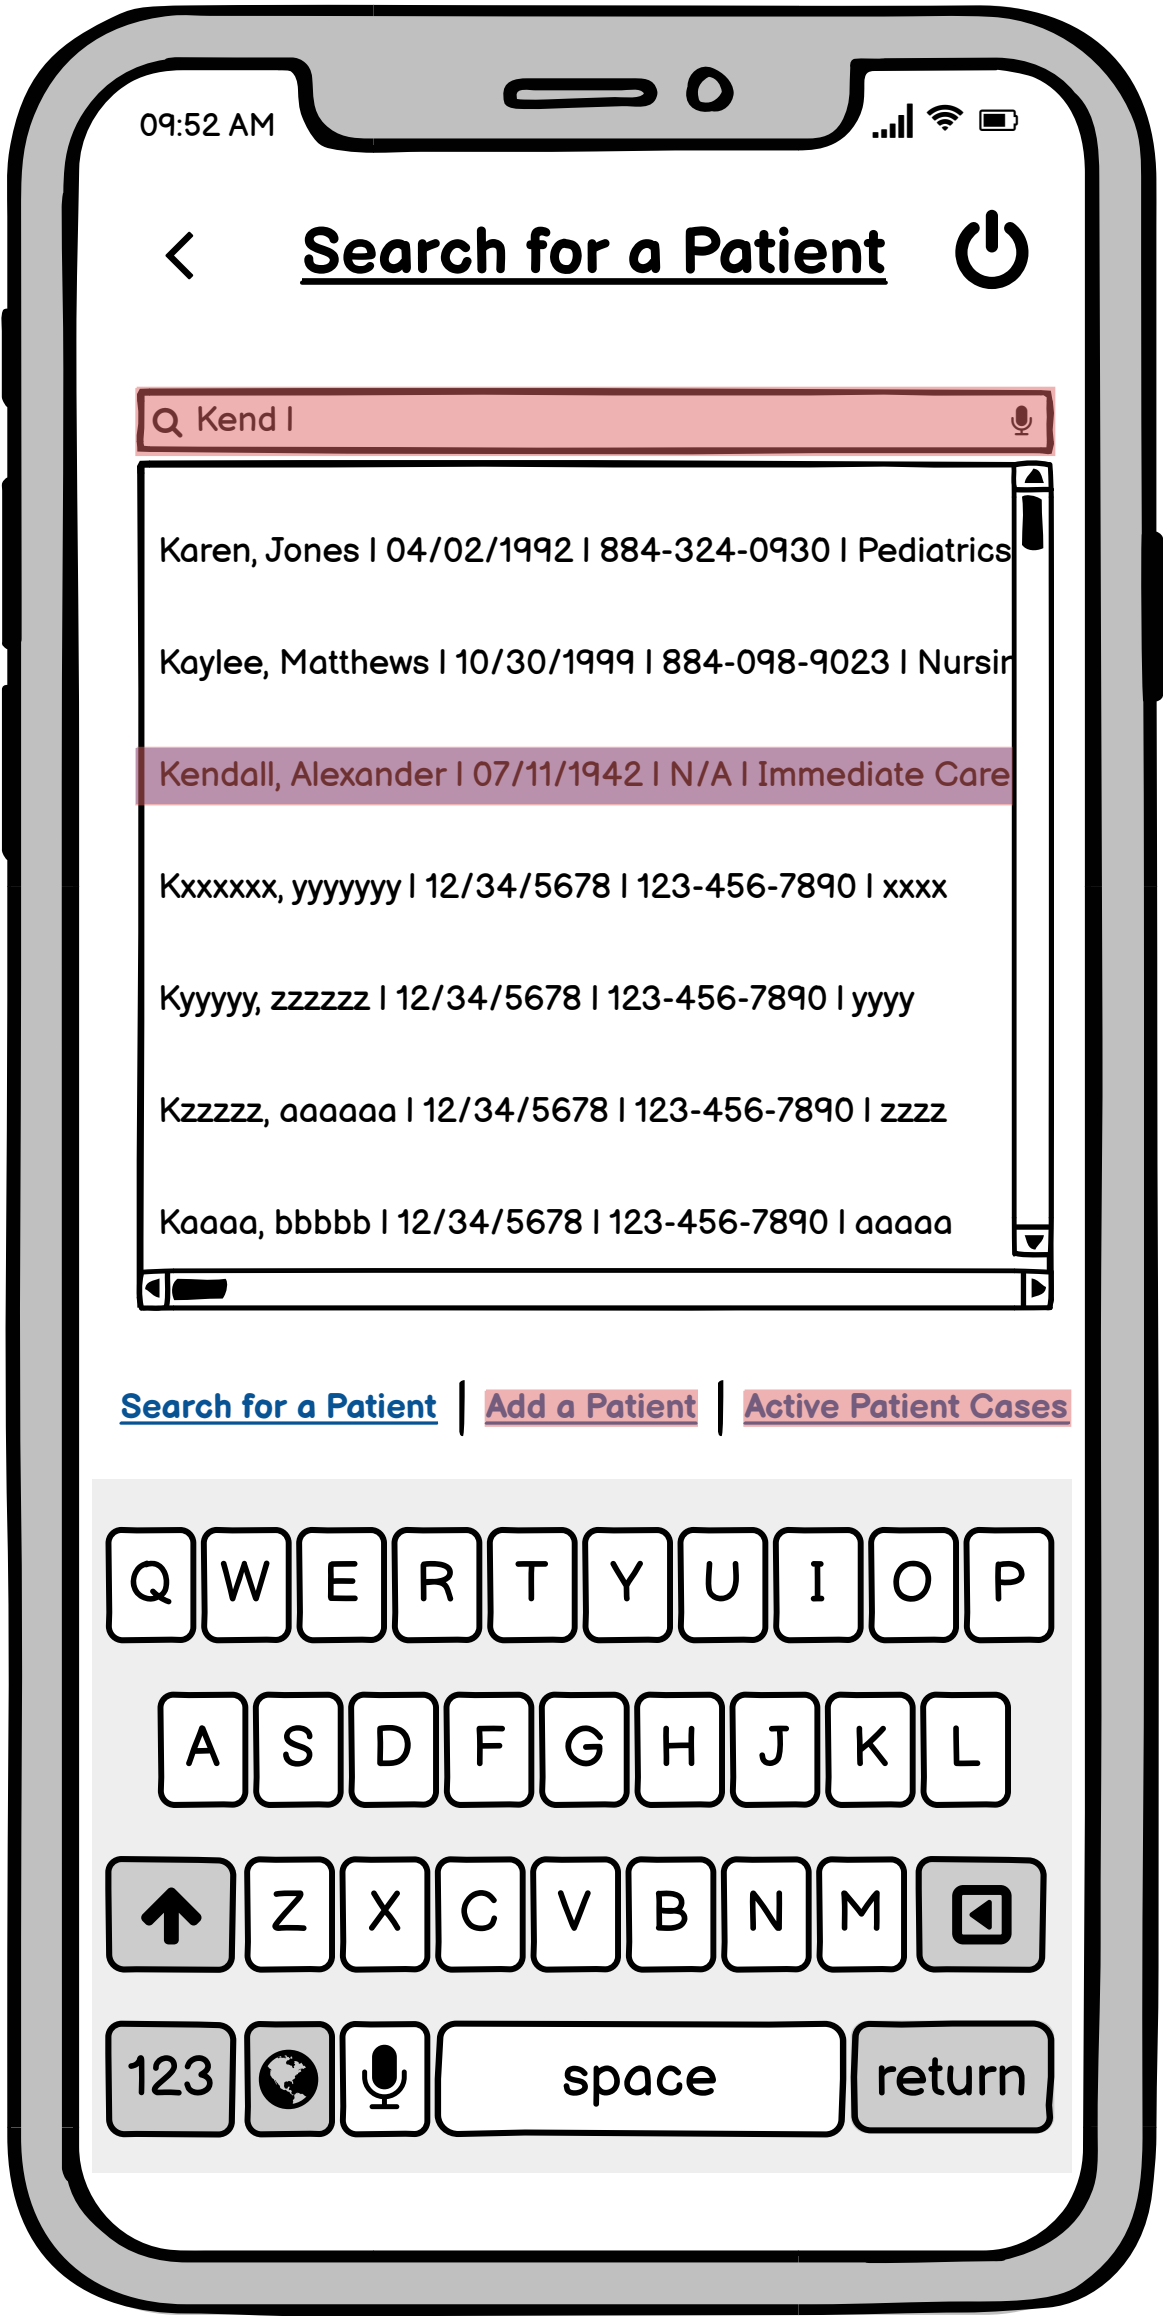 09:52 AM
Search for a Patient
Kend |
Karen, Jones | 04/02/1992 | 884-324-0930 | Pediatrics
Kaylee, Matthews | 10/30/1999 | 884-098-9023 | Nursin
Kendall, Alexander | 07/11/1942 | N/A | Immediate Care
Kxxxxxx, yyyyyyy | 12/34/5678 | 123-456-7890 | xxxx
Kyyyyy, zzzzzz | 12/34/5678 | 123-456-7890 | yyyy
Kzzzzz, aaaaaa | 12/34/5678 | 123-456-7890 | zzzz
Kaaaa, bbbbb | 12/34/5678 | 123-456-7890 | aaaaa
Search for a Patient | Add a Patient | Active Patient Cases
Q W E R T Y U I O P
A S D F G H J K L
Z X C V B N M
123 space return